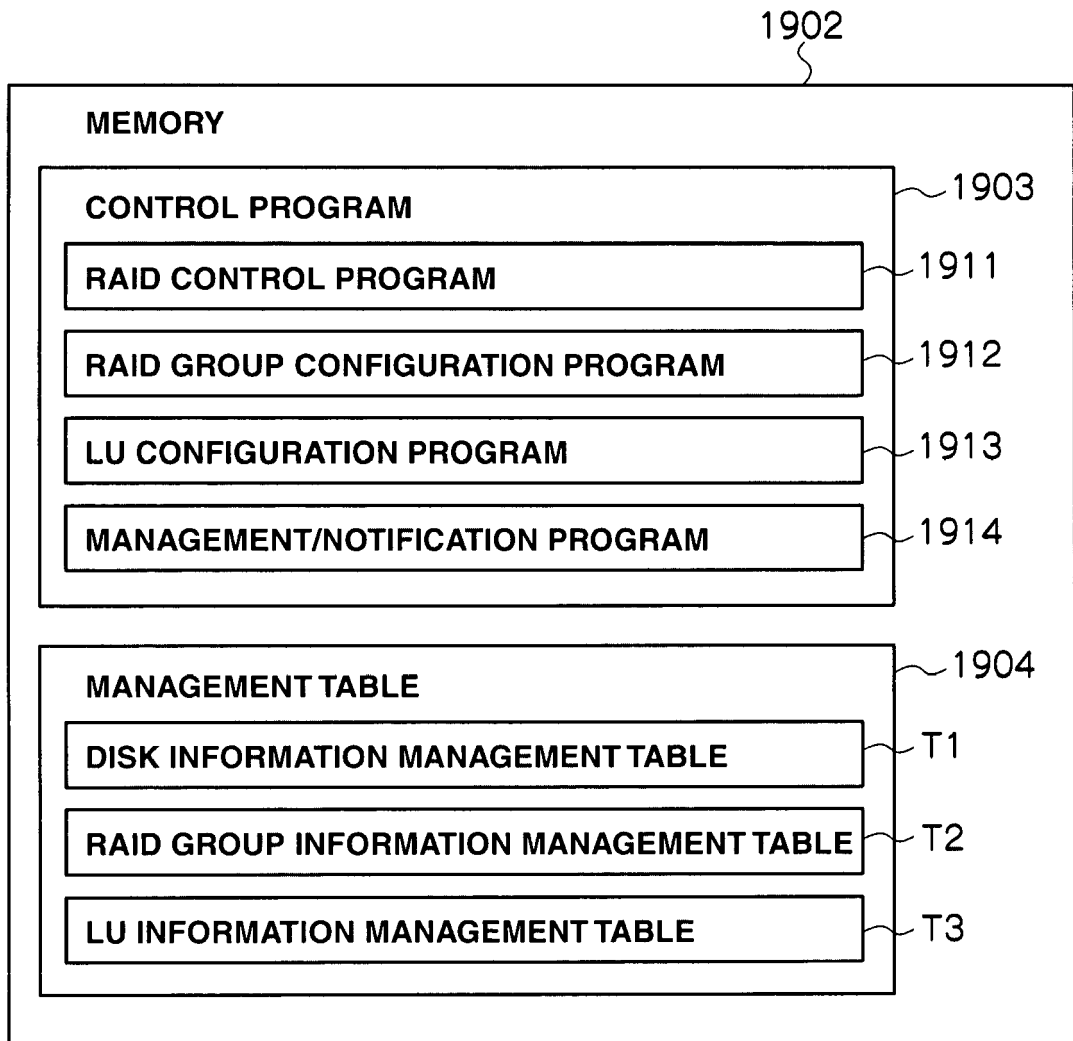 1902
MEMORY
CONTROL PROGRAM
1903
RAID CONTROL PROGRAM
1911
RAID GROUP CONFIGURATION PROGRAM
1912
LU CONFIGURATION PROGRAM
1913
MANAGEMENT/NOTIFICATION PROGRAM
1914
MANAGEMENT TABLE
1904
DISK INFORMATION MANAGEMENT TABLE
T1
RAID GROUP INFORMATION MANAGEMENT TABLE
T2
LU INFORMATION MANAGEMENT TABLE
T3